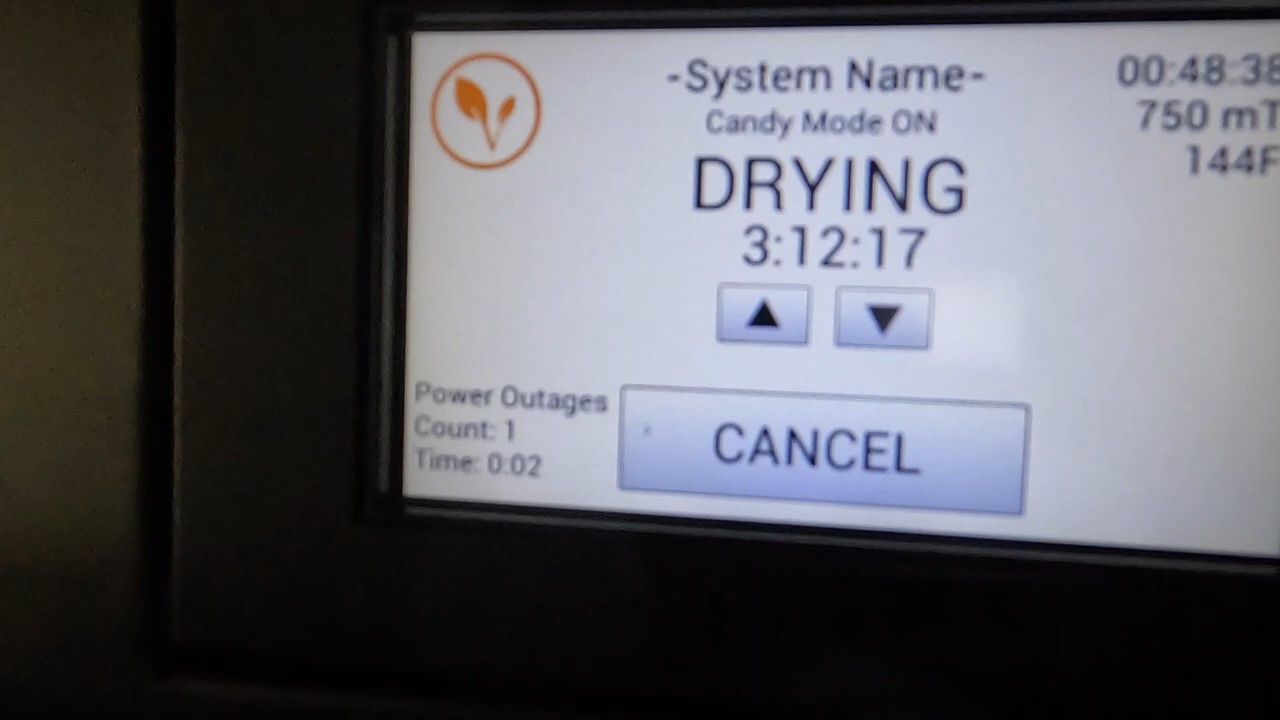 -System Name-
Candy Mode ON
DRYING
3:12:17
00:48:38
750 mT
144F
Power Outages
Count: 1
Time: 0:02
CANCEL